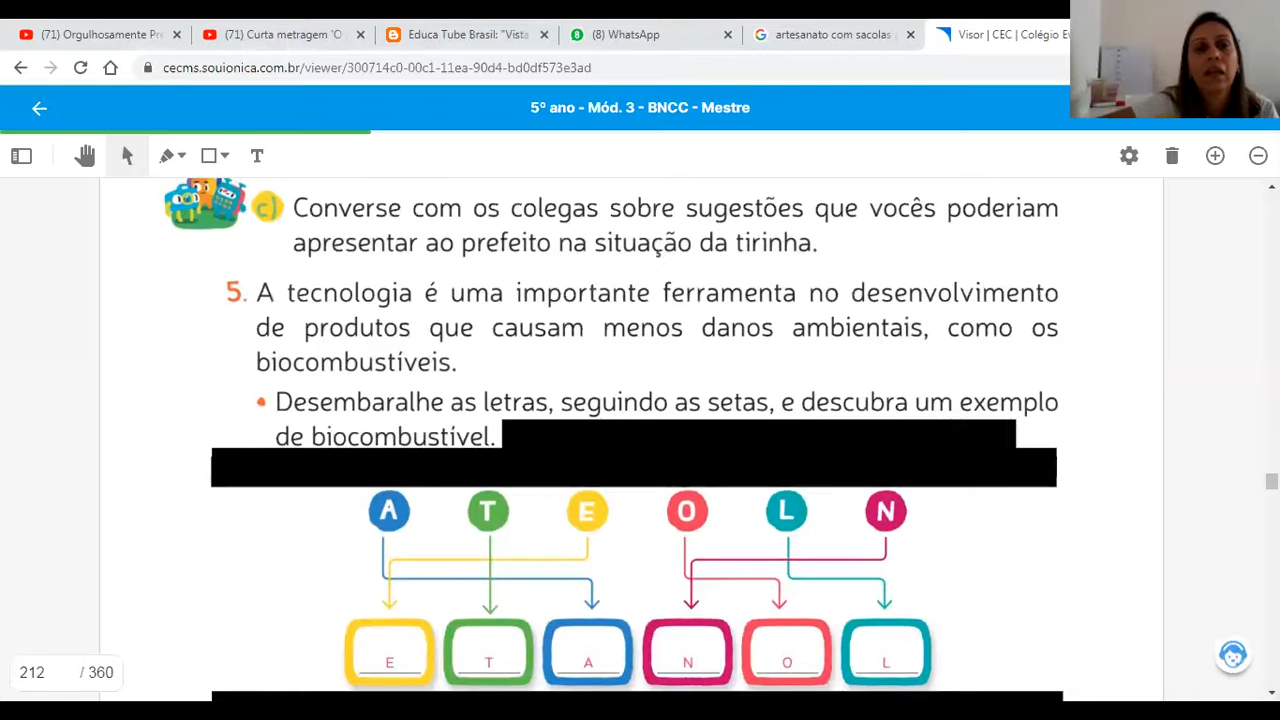 (71) Orgulhosamente Pre
(71) Curta metragem 'O
Educa Tube Brasil: "Vista
(8) WhatsApp
artesanato com sacolas
Visor | CEC | Colégio Ev
cecms.souionica.com.br/viewer/300714c0-00c1-11ea-90d4-bd0df573e3ad
5º ano - Mód. 3 - BNCC - Mestre
T
c) Converse com os colegas sobre sugestões que vocês poderiam
apresentar ao prefeito na situação da tirinha.
5. A tecnologia é uma importante ferramenta no desenvolvimento
de produtos que causam menos danos ambientais, como os
biocombustíveis.
• Desembaralhe as letras, seguindo as setas, e descubra um exemplo
de biocombustível.
A T E O L N
E T A N O L
212 / 360